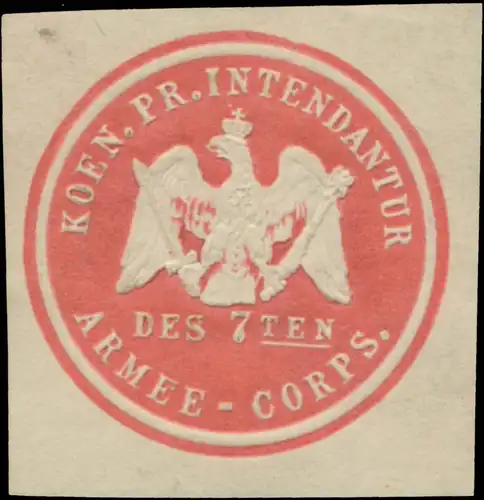 KOEN. PR. INTENDANTUR
DES 7TEN
ARMEE-CORPS.